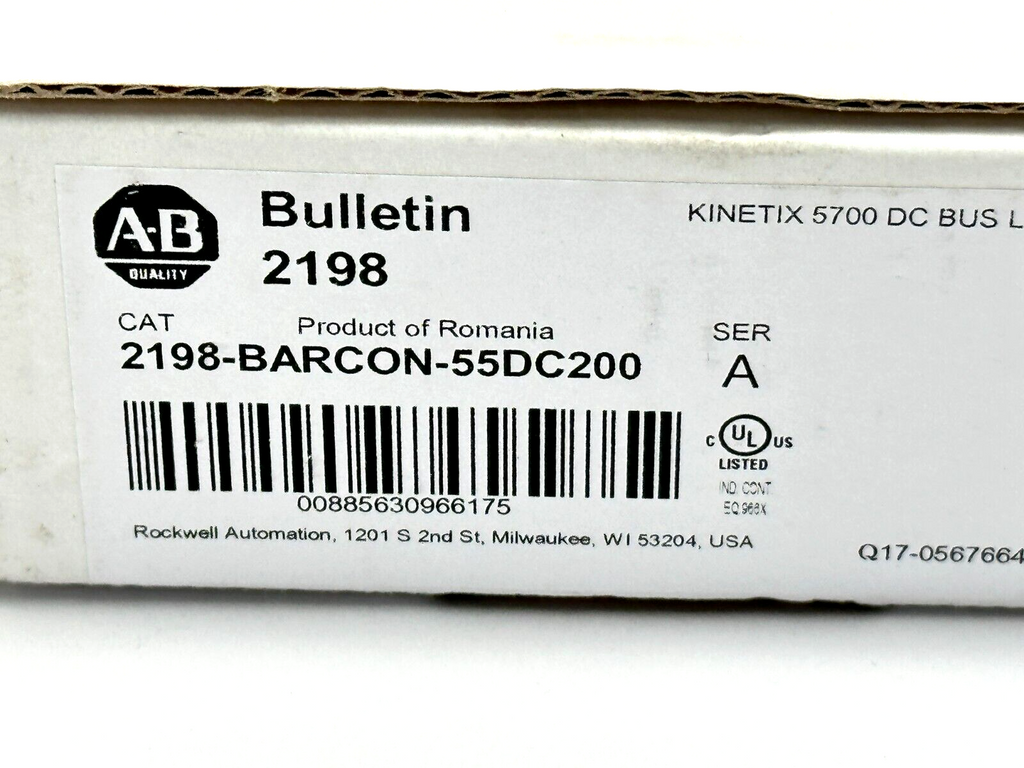 A-B
QUALITY
Bulletin
2198
KINETIX 5700 DC BUS L
CAT
Product of Romania
2198-BARCON-55DC200
SER
A
C UL US
LISTED
IND. CONT
EQ 966X
00885630966175
Rockwell Automation, 1201 S 2nd St, Milwaukee, WI 53204, USA
Q17-0567664